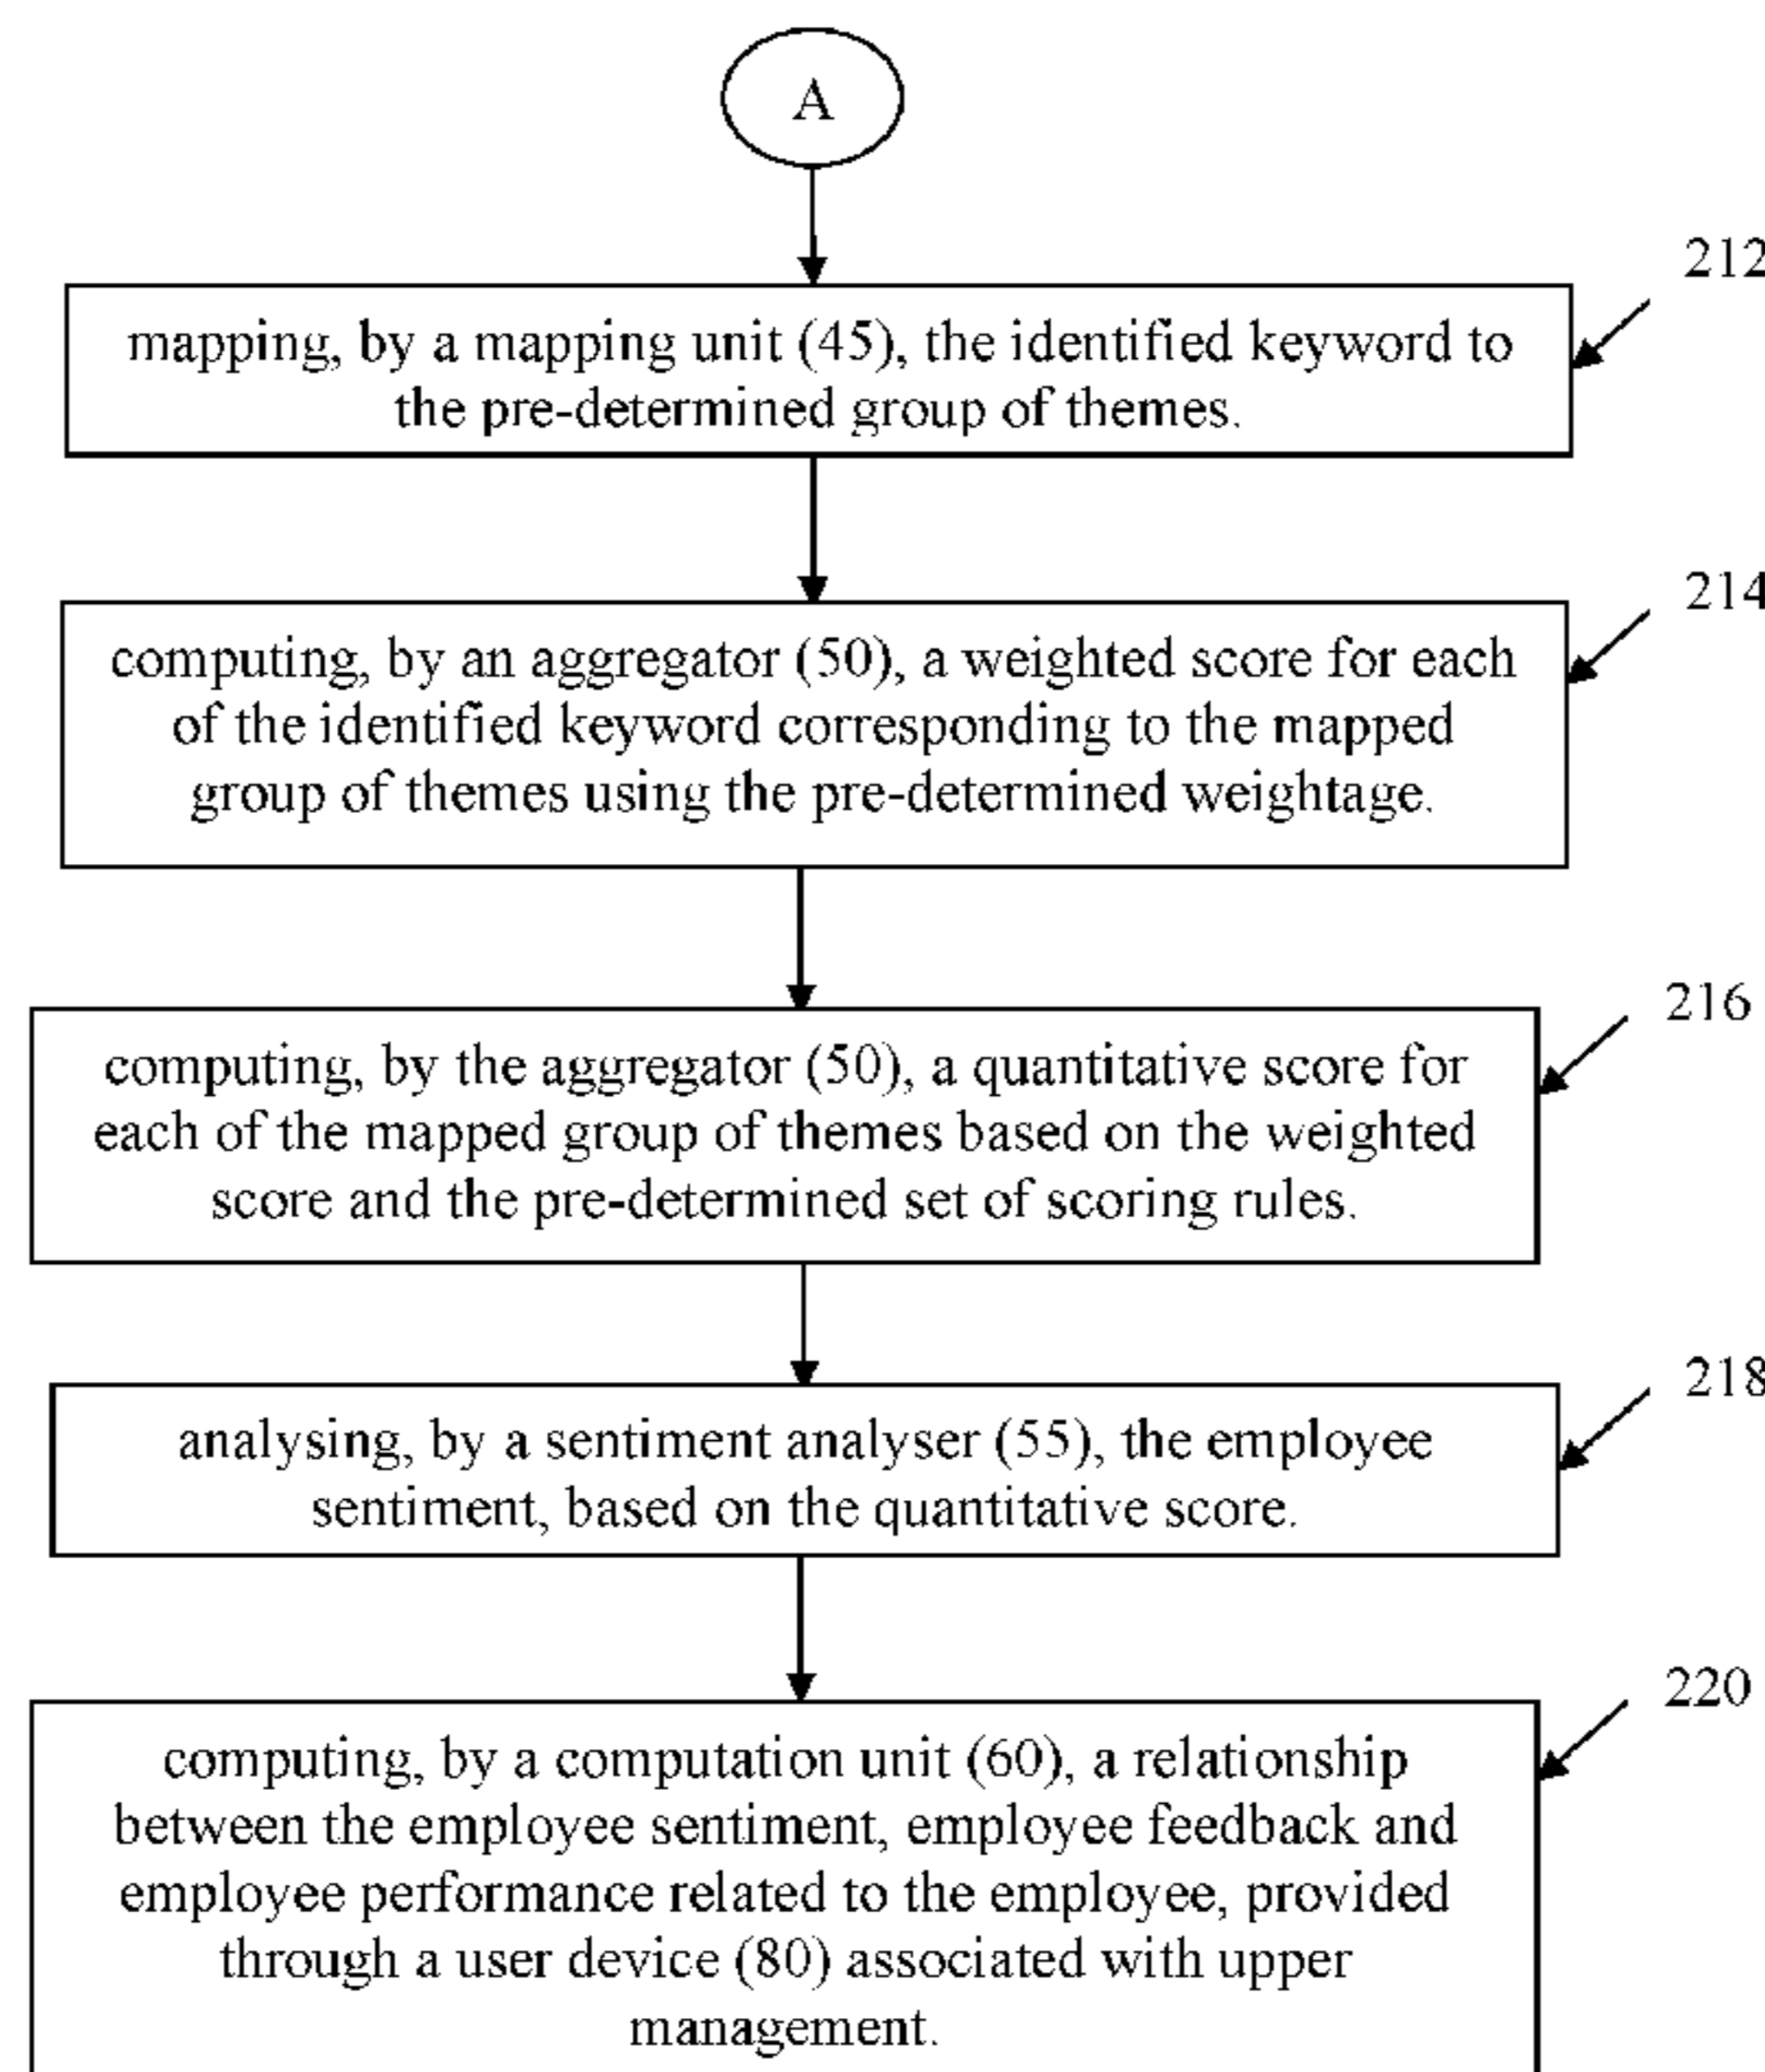 A
212
mapping, by a mapping unit (45), the identified keyword to
the pre-determined group of themes.
214
computing, by an aggregator (50), a weighted score for each
of the identified keyword corresponding to the mapped
group of themes using the pre-determined weightage.
216
computing, by the aggregator (50), a quantitative score for
each of the mapped group of themes based on the weighted
score and the pre-determined set of scoring rules.
218
analysing, by a sentiment analyser (55), the employee
sentiment, based on the quantitative score.
220
computing, by a computation unit (60), a relationship
between the employee sentiment, employee feedback and
employee performance related to the employee, provided
through a user device (80) associated with upper
management.